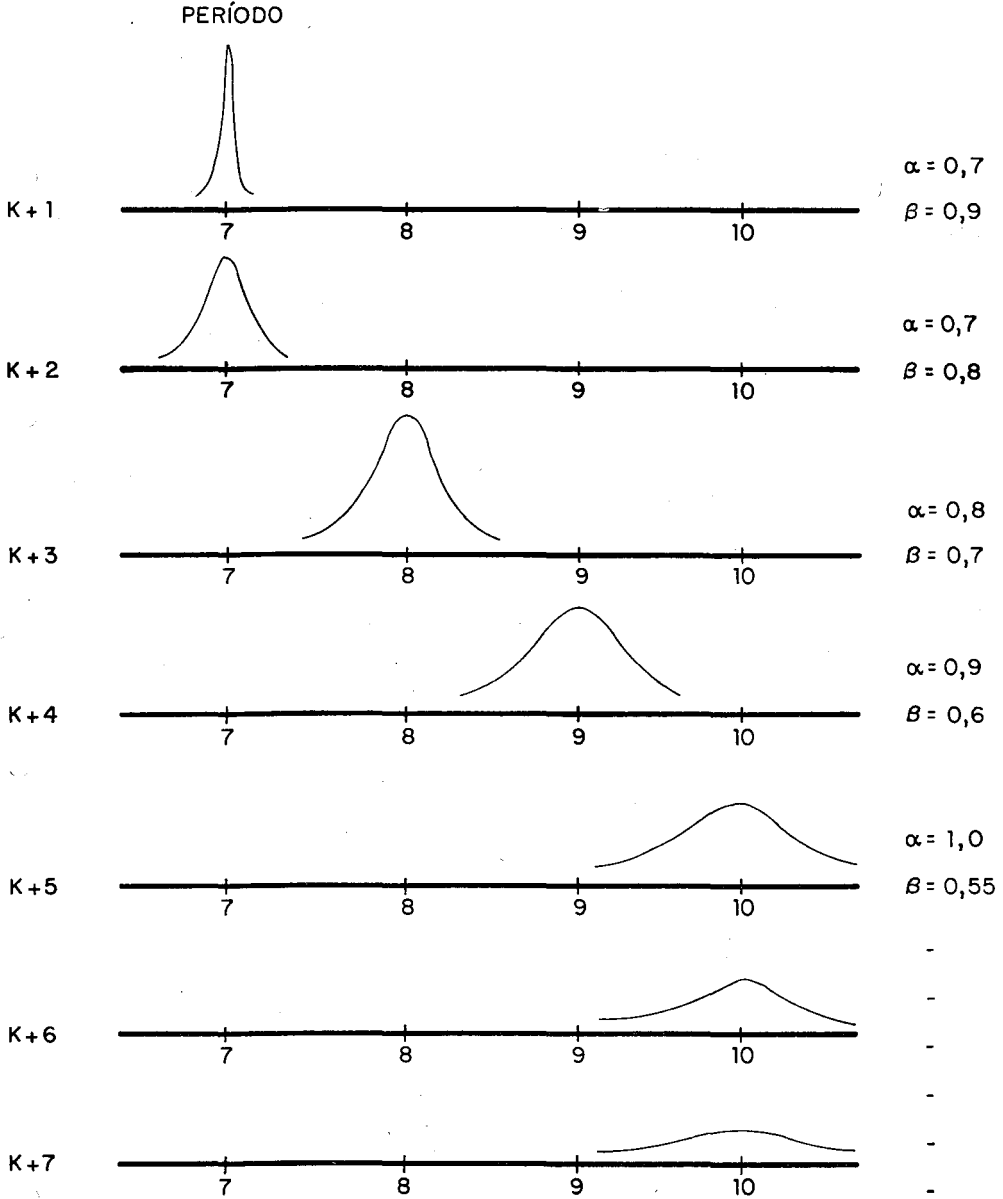 PERÍODO
α = 0,7
K + 1
β = 0,9
7 8 9 10
α = 0,7
K + 2
β = 0,8
7 8 9 10
α = 0,8
K + 3
β = 0,7
7 8 9 10
α = 0,9
K + 4
β = 0,6
7 8 9 10
α = 1,0
K + 5
β = 0,55
7 8 9 10
-
-
K + 6
-
7 8 9 10
-
-
K + 7
7 8 9 10
-